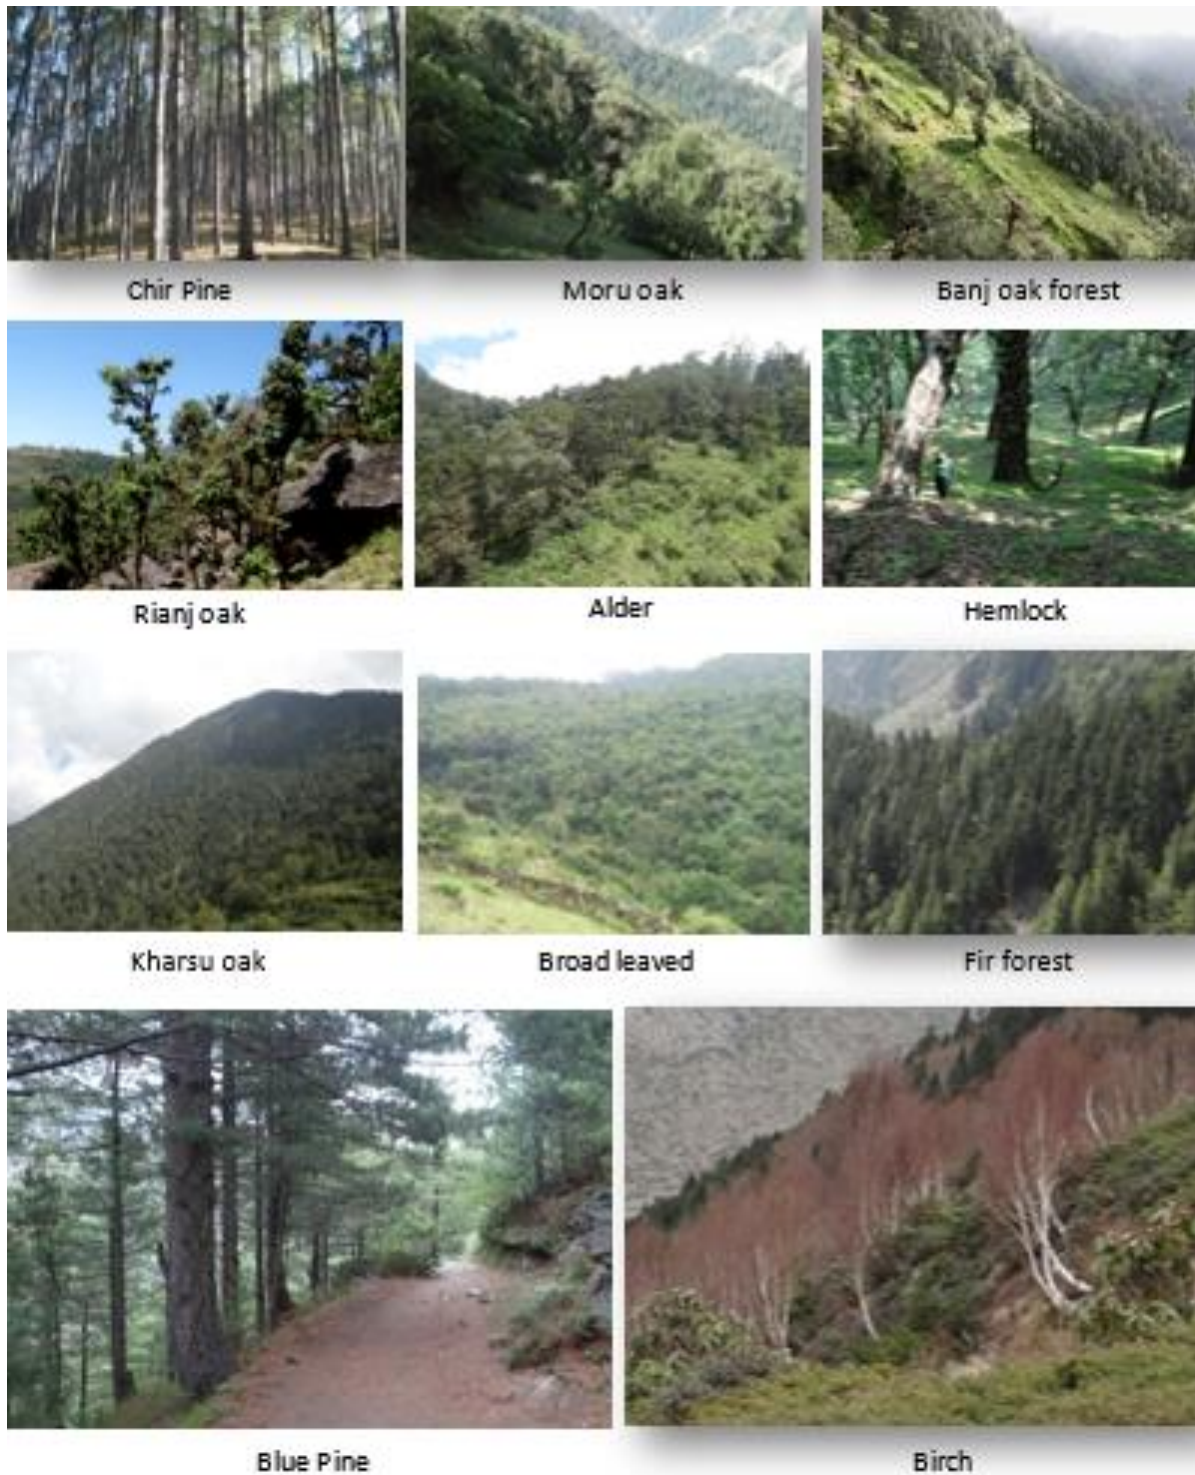 Chir Pine
Moru oak
Banj oak forest
Rianj oak
Alder
Hemlock
Kharsu oak
Broad leaved
Fir forest
Blue Pine
Birch